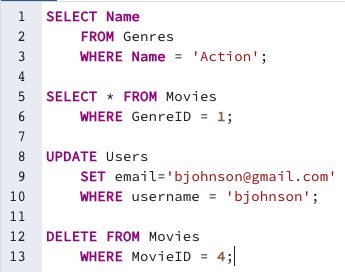 1 SELECT Name
2 FROM Genres
3 WHERE Name = 'Action';
4
5 SELECT * FROM Movies
6 WHERE GenreID = 1;
7
8 UPDATE Users
9 SET email='bjohnson@gmail.com'
10 WHERE username = 'bjohnson';
11
12 DELETE FROM Movies
13 WHERE MovieID = 4;